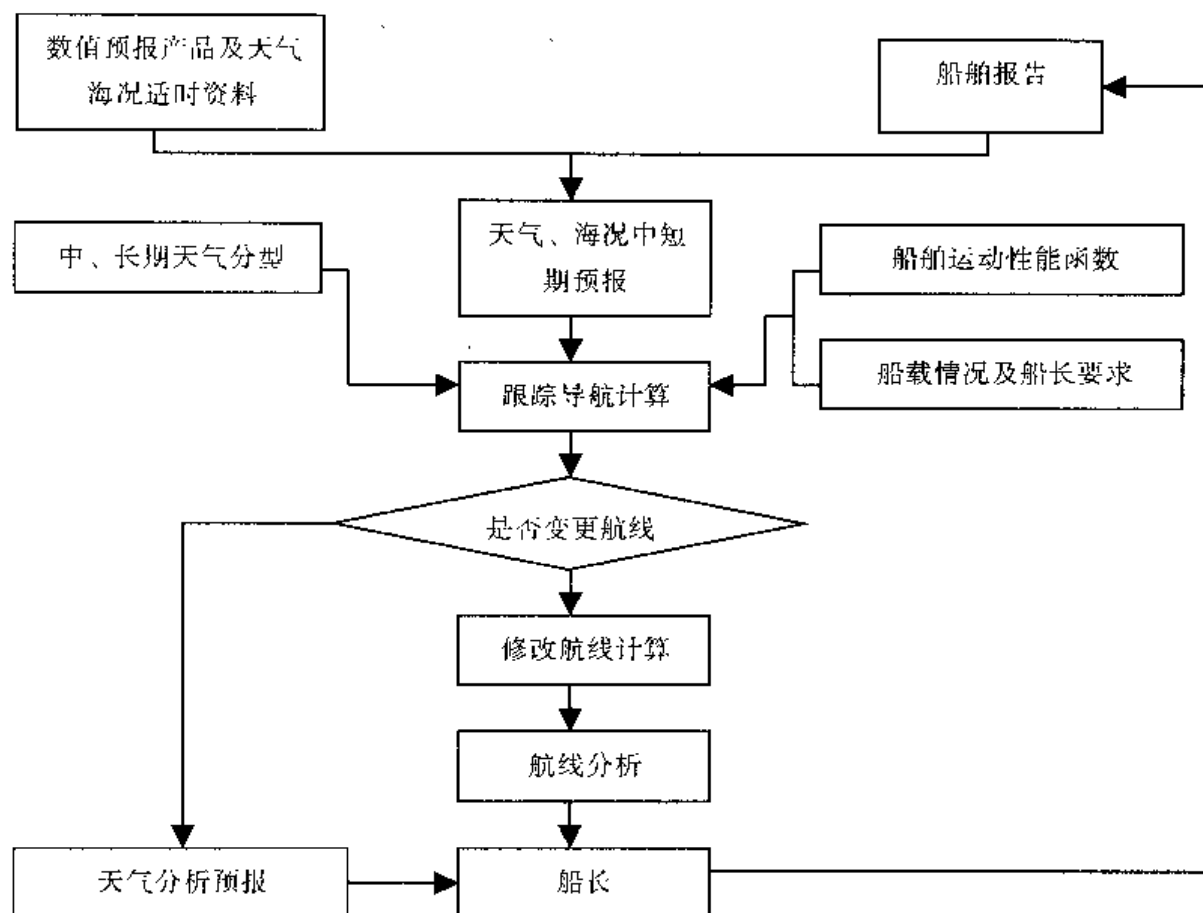 数值预报产品及天气
海况适时资料
船舶报告
天气、海况中短
期预报
中、长期天气分型
船舶运动性能函数
船载情况及船长要求
跟踪导航计算
是否变更航线
修改航线计算
航线分析
天气分析预报
船长